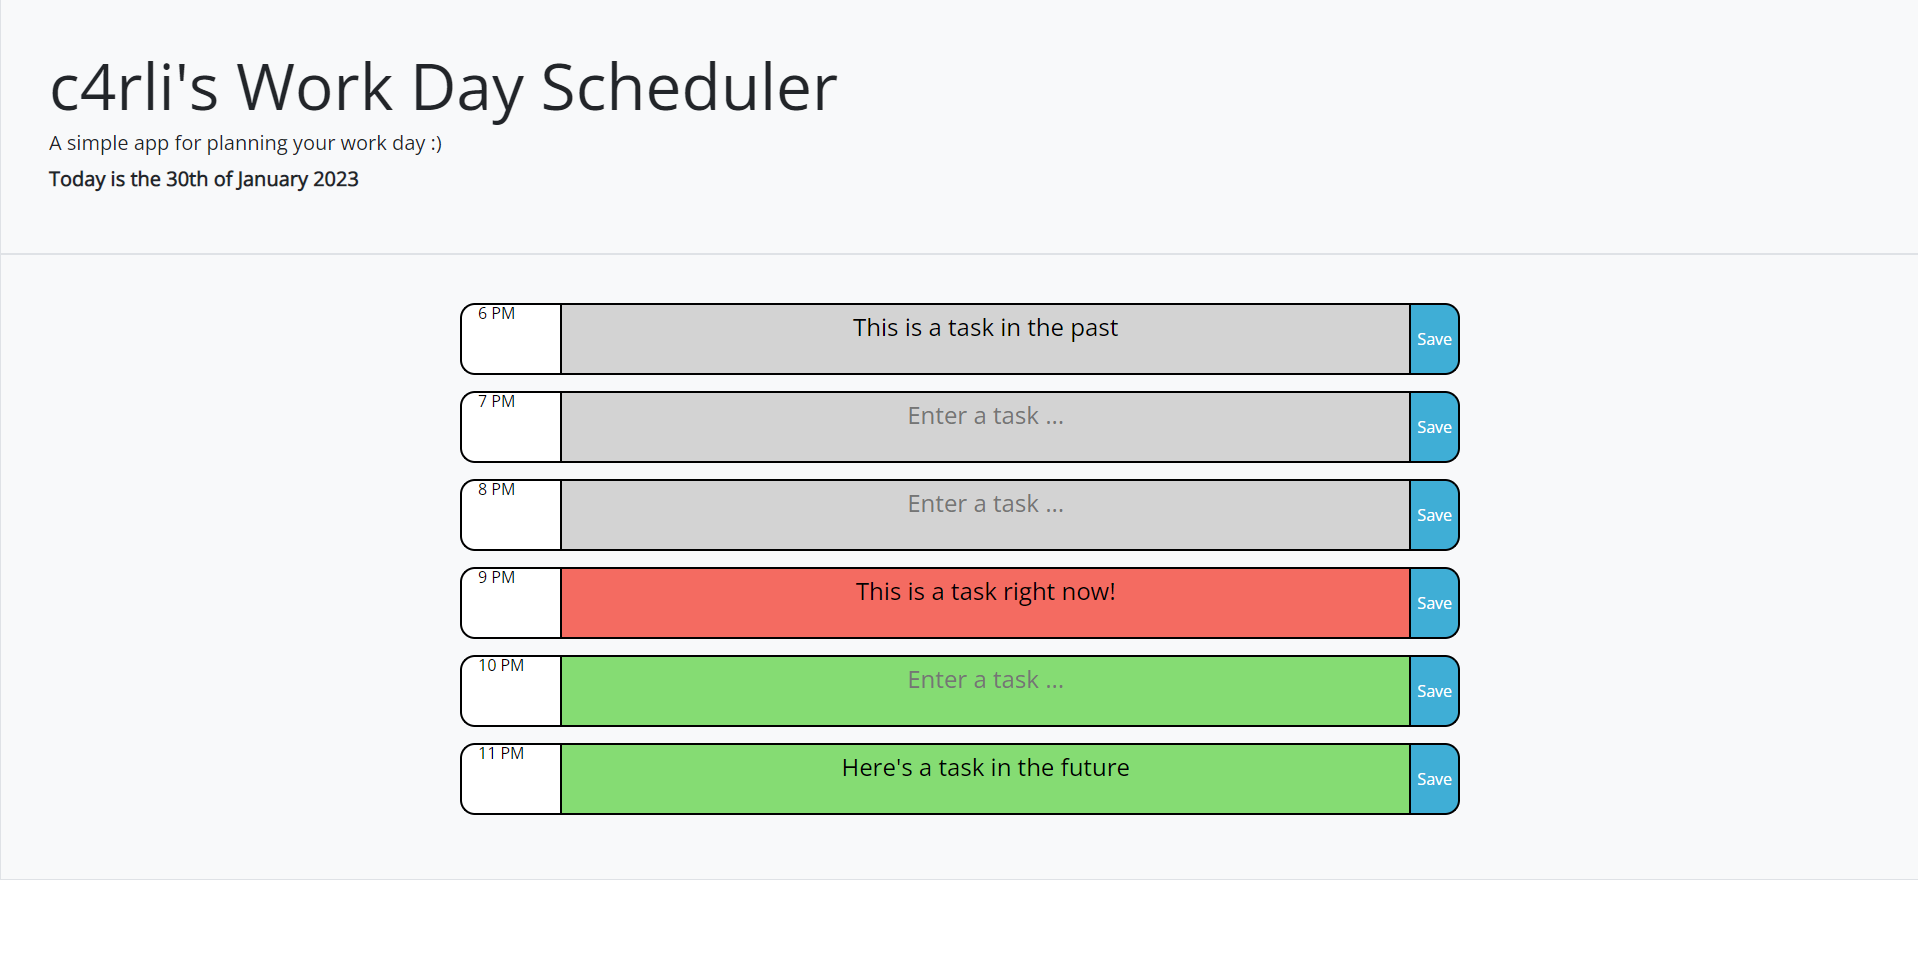 c4rli's Work Day Scheduler
A simple app for planning your work day :)
Today is the 30th of January 2023
6 PM This is a task in the past Save
7 PM Enter a task ... Save
8 PM Enter a task ... Save
9 PM This is a task right now! Save
10 PM Enter a task ... Save
11 PM Here's a task in the future Save